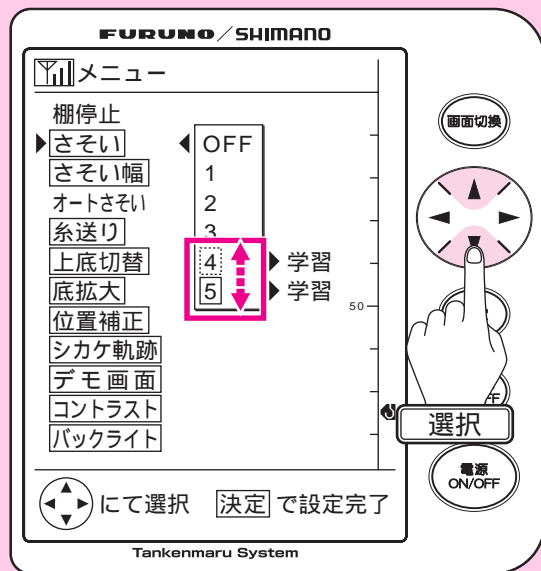 FURUNO/SHIMANO
メニュー
棚停止
さそい
さそい幅
オートさそい
糸送り
上底切替
底拡大
位置補正
シカケ軌跡
デモ画面
コントラスト
バックライト
OFF
1
2
3
4 学習
5 学習
50
にて選択 決定 で設定完了
Tankenmaru System
画面切換
選択
電源
ON/OFF